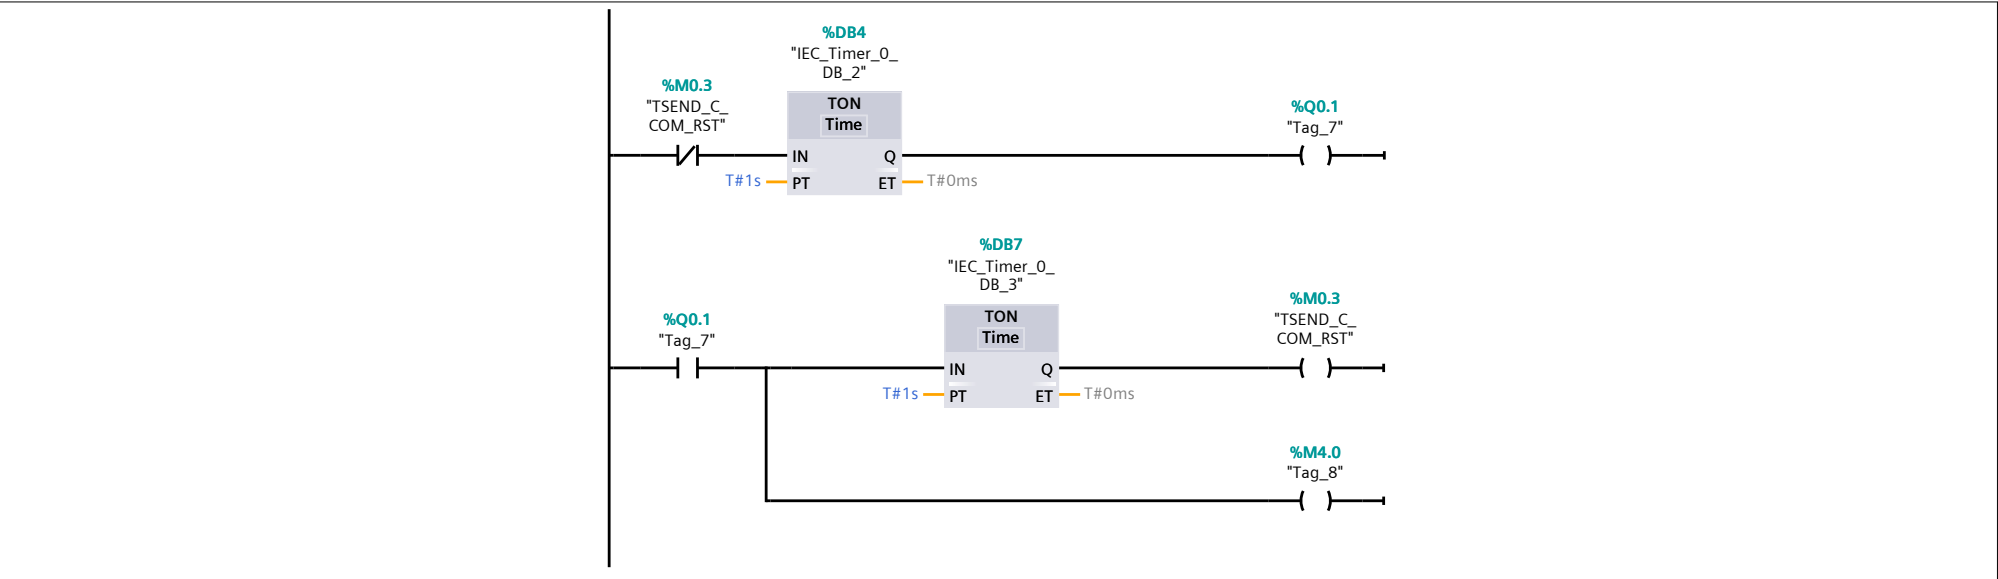 %DB4
"IEC_Timer_0_
DB_2"
%M0.3
"TSEND_C_
COM_RST"
TON
Time
%Q0.1
"Tag_7"
IN
Q
T#1s
PT
ET
T#0ms
%DB7
"IEC_Timer_0_
DB_3"
%Q0.1
"Tag_7"
TON
Time
%M0.3
"TSEND_C_
COM_RST"
IN
Q
T#1s
PT
ET
T#0ms
%M4.0
"Tag_8"